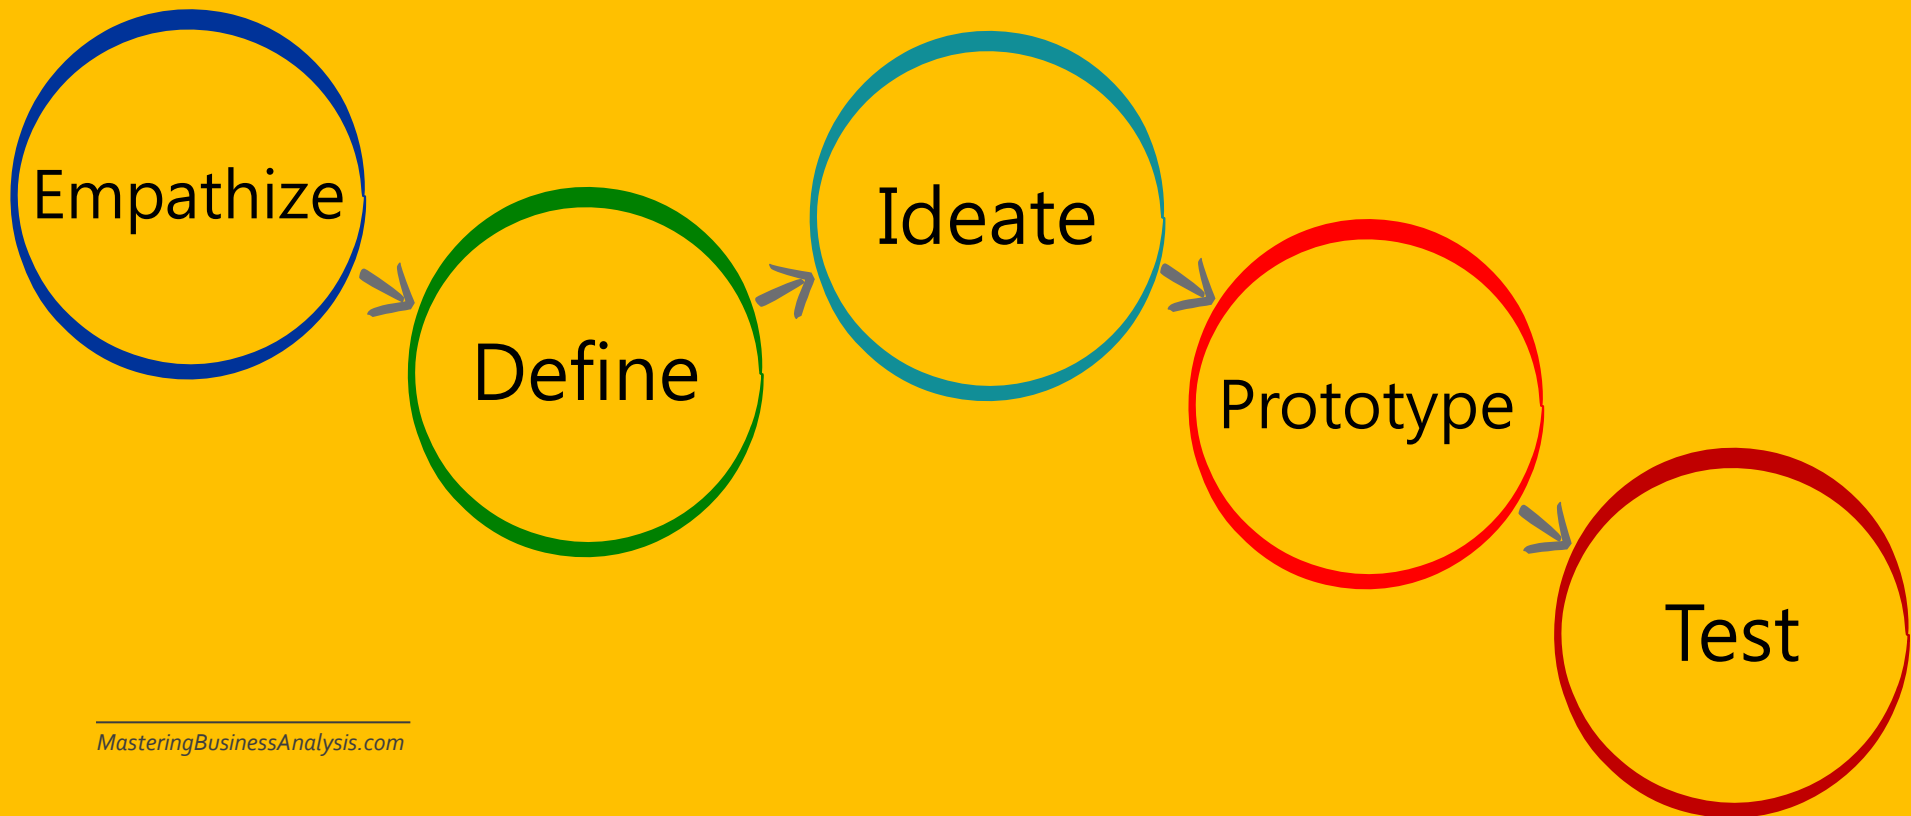 Empathize
Define
Ideate
Prototype
Test
MasteringBusinessAnalysis.com